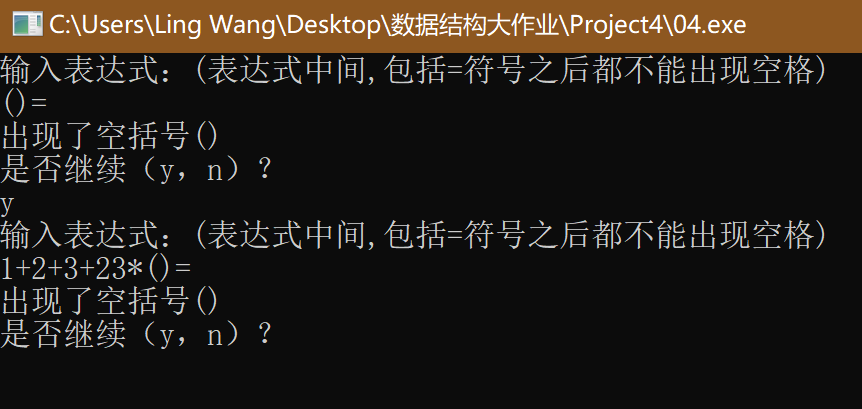 C:\Users\Ling Wang\Desktop\数据结构大作业\Project4\04.exe
输入表达式：(表达式中间,包括=符号之后都不能出现空格)
()=
出现了空括号()
是否继续（y，n）？
y
输入表达式：(表达式中间,包括=符号之后都不能出现空格)
1+2+3+23*()=
出现了空括号()
是否继续（y，n）？